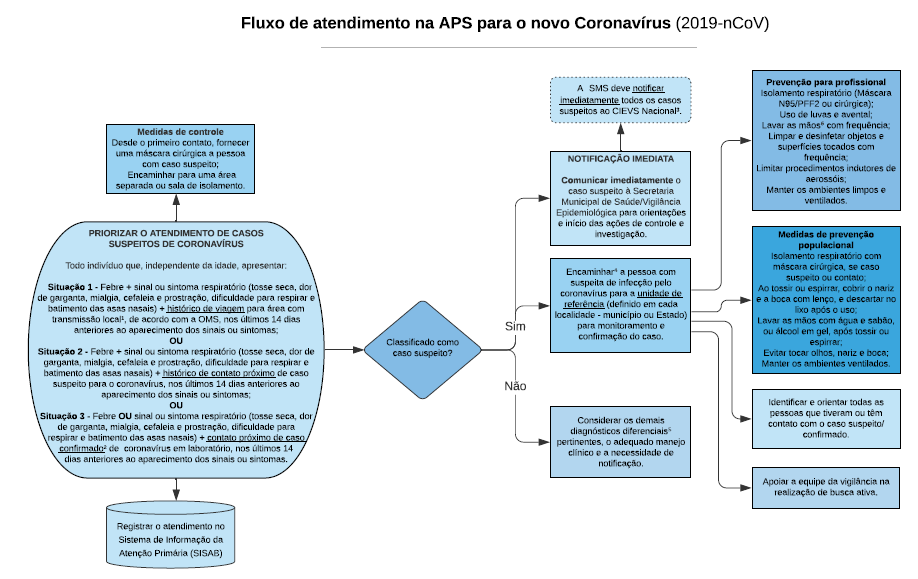 Fluxo de atendimento na APS para o novo Coronavírus (2019-nCoV)
Medidas de controle
Desde o primeiro contato, fornecer
uma máscara cirúrgica a pessoa
com caso suspeito;
Encaminhar para uma área
separada ou sala de isolamento.
PRIORIZAR O ATENDIMENTO DE CASOS
SUSPEITOS DE CORONAVÍRUS
Todo indivíduo que, independente da idade, apresentar:
Situação 1 - Febre + sinal ou sintoma respiratório (tosse seca, dor
de garganta, mialgia, cefaleia e prostração, dificuldade para respirar e
batimento das asas nasais) + histórico de viagem para área com
transmissão local¹, de acordo com a OMS, nos últimos 14 dias
anteriores ao aparecimento dos sinais ou sintomas;
OU
Situação 2 - Febre + sinal ou sintoma respiratório (tosse seca, dor de
garganta, mialgia, cefaleia e prostração, dificuldade para respirar e
batimento das asas nasais) + histórico de contato próximo de caso
suspeito para o coronavírus, nos últimos 14 dias anteriores ao
aparecimento dos sinais ou sintomas;
OU
Situação 3 - Febre OU sinal ou sintoma respiratório (tosse seca, dor
de garganta, mialgia, cefaleia e prostração, dificuldade para
respirar e batimento das asas nasais) + contato próximo de caso
confirmado² de coronavírus em laboratório, nos últimos 14
dias anteriores ao aparecimento dos sinais ou sintomas.
Registrar o atendimento no
Sistema de Informação da
Atenção Primária (SISAB)
Classificado como
caso suspeito?
Sim
Não
A SMS deve notificar
imediatamente todos os casos
suspeitos ao CIEVS Nacional³.
NOTIFICAÇÃO IMEDIATA
Comunicar imediatamente o
caso suspeito à Secretaria
Municipal de Saúde/Vigilância
Epidemiológica para orientações
e início das ações de controle e
investigação.
Encaminhar⁴ a pessoa com
suspeita de infecção pelo
coronavírus para a unidade de
referência (definido em cada
localidade - município ou Estado)
para monitoramento e
confirmação do caso.
Considerar os demais
diagnósticos diferenciais⁵
pertinentes, o adequado manejo
clínico e a necessidade de
notificação.
Prevenção para profissional
Isolamento respiratório (Máscara
N95/PFF2 ou cirúrgica);
Uso de luvas e avental;
Lavar as mãos⁶ com frequência;
Limpar e desinfetar objetos e
superfícies tocados com
frequência;
Limitar procedimentos indutores de
aerossóis;
Manter os ambientes limpos e
ventilados.
Medidas de prevenção
populacional
Isolamento respiratório com
máscara cirúrgica, se caso
suspeito ou contato;
Ao tossir ou espirrar, cobrir o nariz
e a boca com lenço, e descartar no
lixo após o uso;
Lavar as mãos com água e sabão,
ou álcool em gel, após tossir ou
espirrar;
Evitar tocar olhos, nariz e boca;
Manter os ambientes ventilados.
Identificar e orientar todas as
pessoas que tiveram ou têm
contato com o caso suspeito/
confirmado.
Apoiar a equipe da vigilância na
realização de busca ativa.